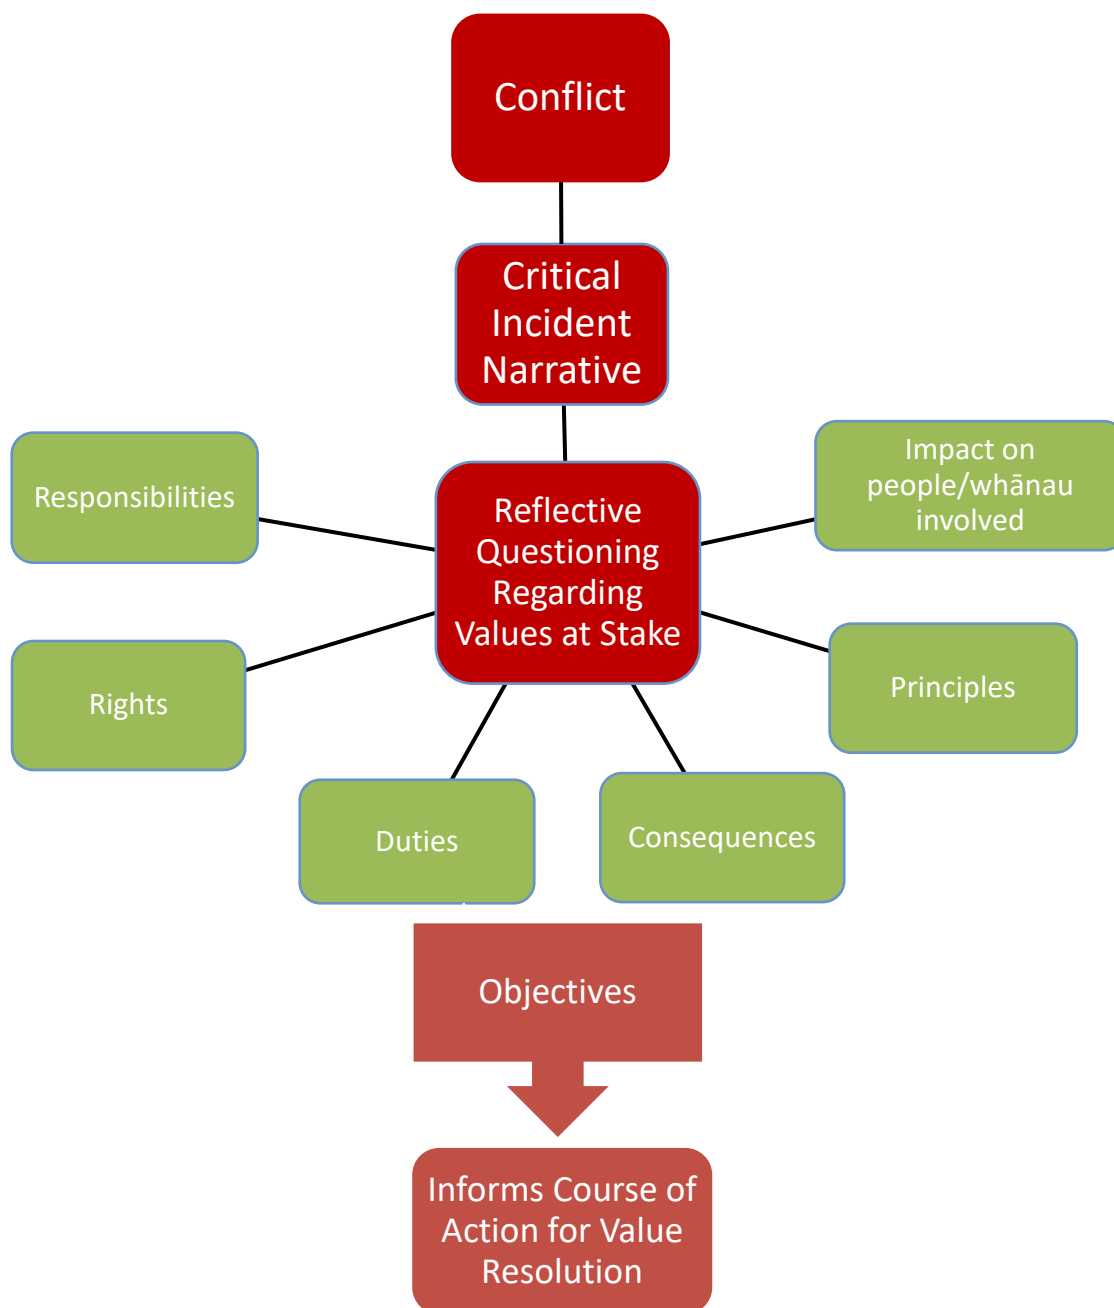 Conflict
Critical
Incident
Narrative
Responsibilities
Reflective
Questioning
Regarding
Values at Stake
Impact on
people/whānau
involved
Rights
Principles
Duties
Consequences
Objectives
Informs Course of
Action for Value
Resolution